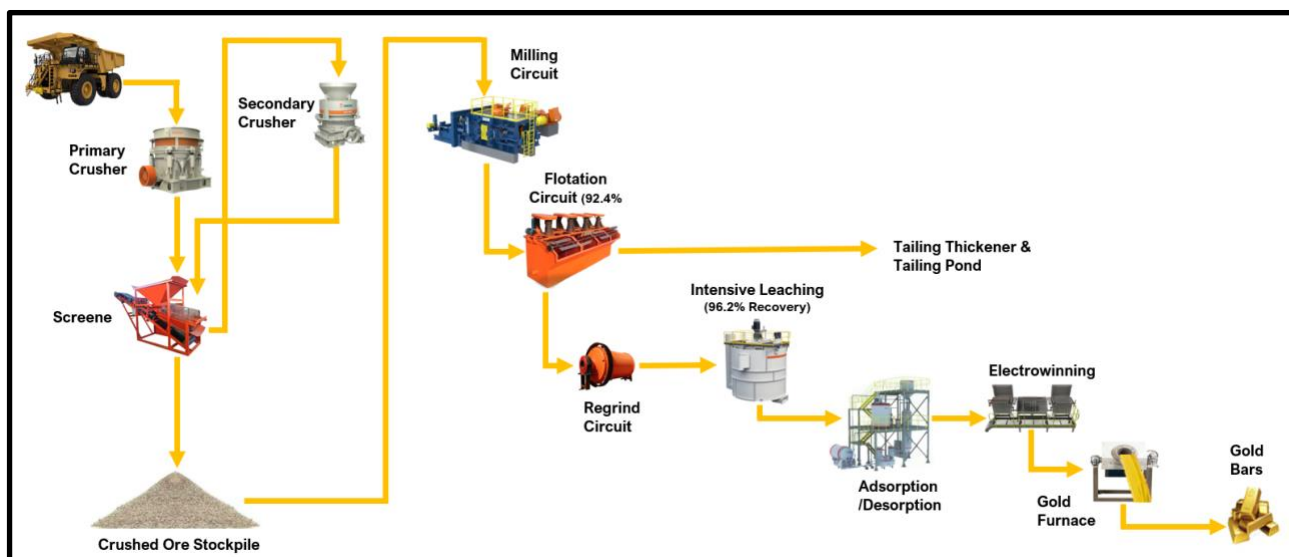 Primary
Crusher
Secondary
Crusher
Screene
Crushed Ore Stockpile
Milling
Circuit
Flotation
Circuit (92.4%
Tailing Thickener &
Tailing Pond
Regrind
Circuit
Intensive Leaching
(96.2% Recovery)
Adsorption
/Desorption
Electrowinning
Gold
Furnace
Gold
Bars